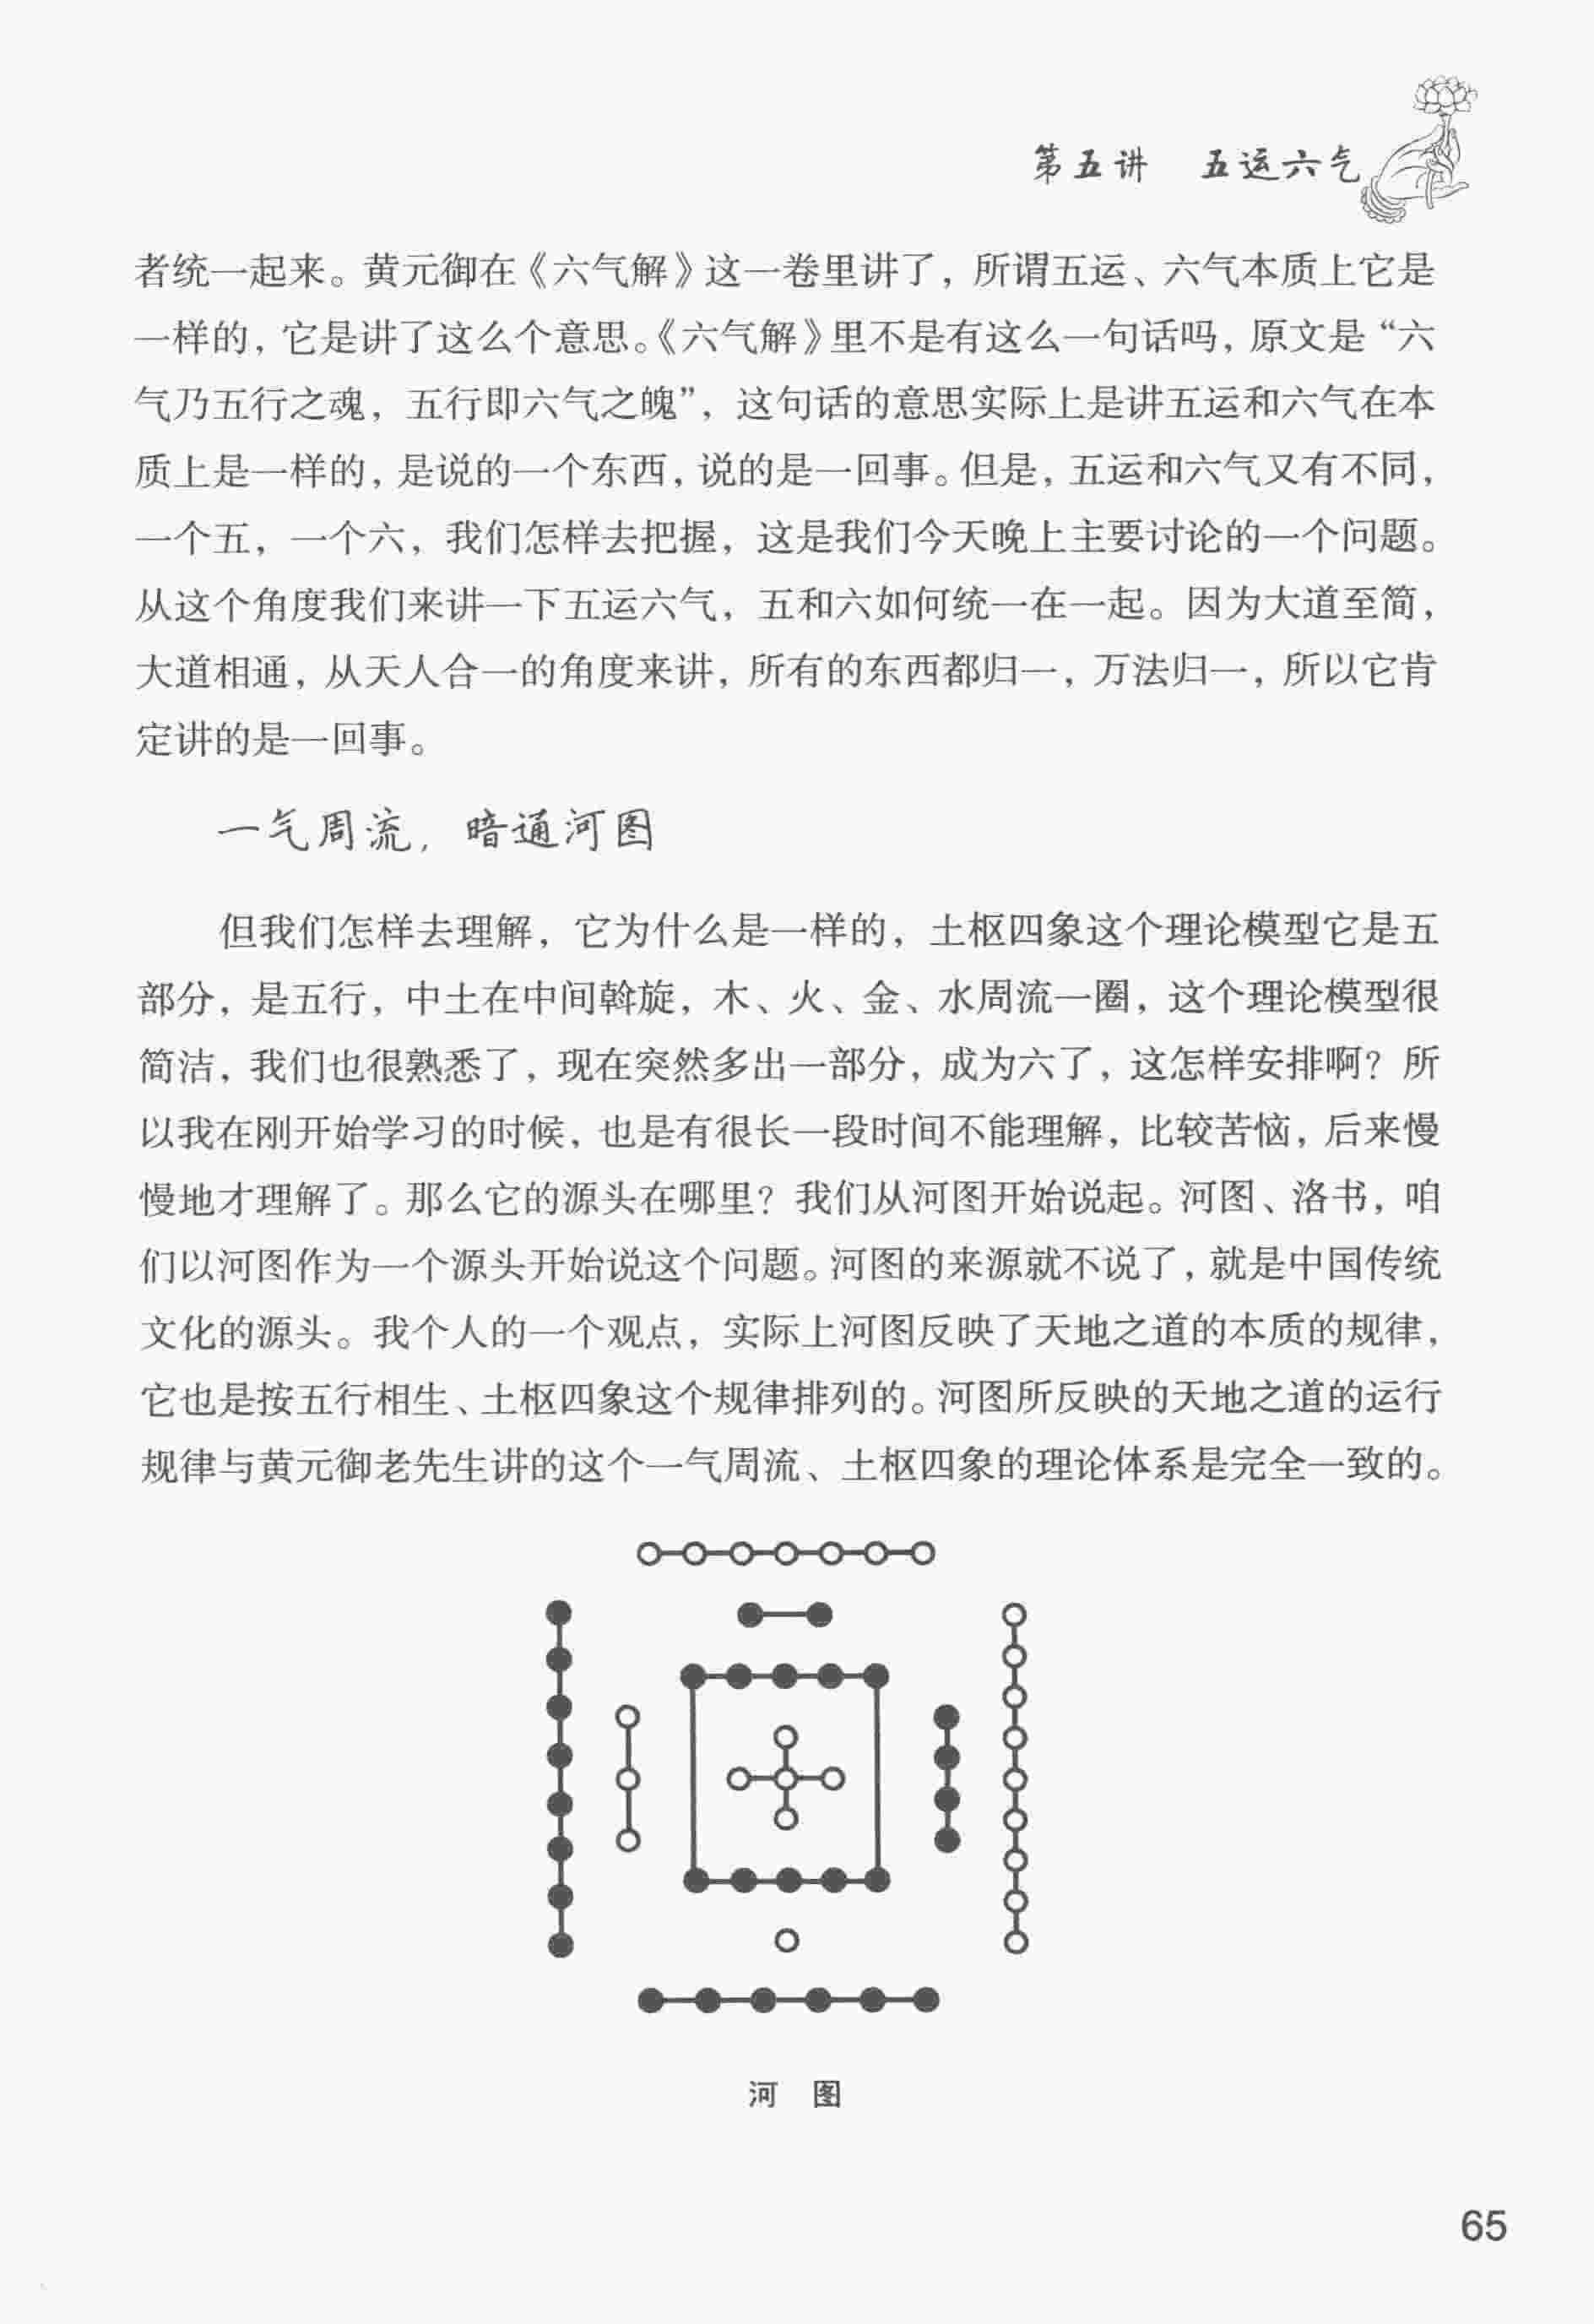 第五讲 五运六气
者统一起来。黄元御在《六气解》这一卷里讲了，所谓五运、六气本质上它是
一样的，它是讲了这么个意思。《六气解》里不是有这么一句话吗，原文是“六
气乃五行之魂，五行即六气之魄”，这句话的意思实际上是讲五运和六气在本
质上是一样的，是说的一个东西，说的是一回事。但是，五运和六气又有不同，
一个五，一个六，我们怎样去把握，这是我们今天晚上主要讨论的一个问题。
从这个角度我们来讲一下五运六气，五和六如何统一在一起。因为大道至简，
大道相通，从天人合一的角度来讲，所有的东西都归一，万法归一，所以它肯
定讲的是一回事。
一气周流，暗通河图
但我们怎样去理解，它为什么是一样的，土枢四象这个理论模型它是五
部分，是五行，中土在中间斡旋，木、火、金、水周流一圈，这个理论模型很
简洁，我们也很熟悉了，现在突然多出一部分，成为六了，这怎样安排啊？所
以我在刚开始学习的时候，也是有很长一段时间不能理解，比较苦恼，后来慢
慢地才理解了。那么它的源头在哪里？我们从河图开始说起。河图、洛书，咱
们以河图作为一个源头开始说这个问题。河图的来源就不说了，就是中国传统
文化的源头。我个人的一个观点，实际上河图反映了天地之道的本质的规律，
它也是按五行相生、土枢四象这个规律排列的。河图所反映的天地之道的运行
规律与黄元御老先生讲的这个一气周流、土枢四象的理论体系是完全一致的。
河 图
65